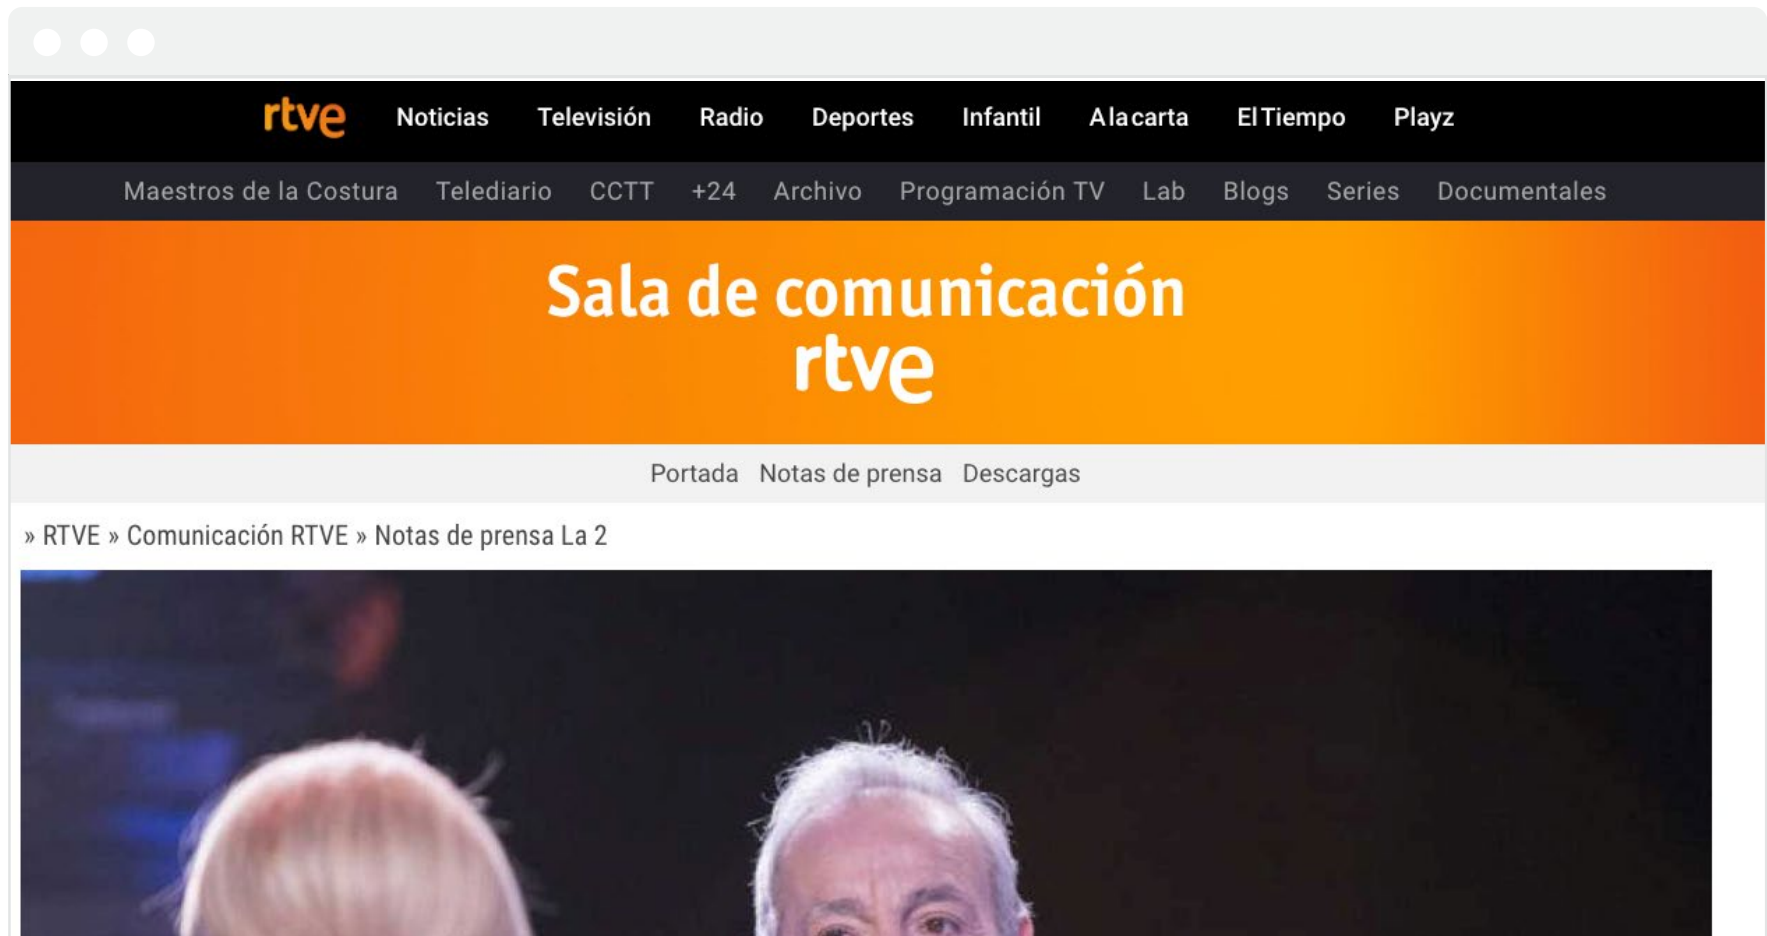 rtve Noticias Televisión Radio Deportes Infantil A la carta El Tiempo Playz
Maestros de la Costura Telediario CCTT +24 Archivo Programación TV Lab Blogs Series Documentales
Sala de comunicación
rtve
Portada Notas de prensa Descargas
» RTVE » Comunicación RTVE » Notas de prensa La 2